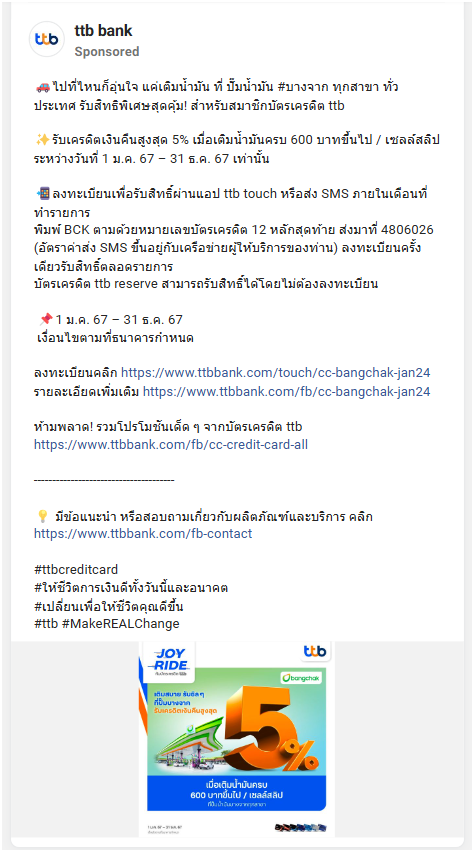 ttb
ttb bank
Sponsored
🚗 ไปที่ไหนก็อุ่นใจ แค่เติมน้ำมัน ที่ ปั๊มน้ำมัน #บางจาก ทุกสาขา ทั่ว
ประเทศ รับสิทธิพิเศษสุดคุ้ม! สำหรับสมาชิกบัตรเครดิต ttb
✨รับเครดิตเงินคืนสูงสุด 5% เมื่อเติมน้ำมันครบ 600 บาทขึ้นไป / เซลล์สลิป
ระหว่างวันที่ 1 ม.ค. 67 – 31 ธ.ค. 67 เท่านั้น
📲ลงทะเบียนเพื่อรับสิทธิ์ผ่านแอป ttb touch หรือส่ง SMS ภายในเดือนที่
ทำรายการ
พิมพ์ BCK ตามด้วยหมายเลขบัตรเครดิต 12 หลักสุดท้าย ส่งมาที่ 4806026
(อัตราค่าส่ง SMS ขึ้นอยู่กับเครือข่ายผู้ให้บริการของท่าน) ลงทะเบียนครั้ง
เดียวรับสิทธิ์ตลอดรายการ
บัตรเครดิต ttb reserve สามารถรับสิทธิ์ได้โดยไม่ต้องลงทะเบียน
📌 1 ม.ค. 67 – 31 ธ.ค. 67
เงื่อนไขตามที่ธนาคารกำหนด
ลงทะเบียนคลิก https://www.ttbbank.com/touch/cc-bangchak-jan24
รายละเอียดเพิ่มเติม https://www.ttbbank.com/fb/cc-bangchak-jan24
ห้ามพลาด! รวมโปรโมชันเด็ด ๆ จากบัตรเครดิต ttb
https://www.ttbbank.com/fb/cc-credit-card-all
--------------------------------------
💡 มีข้อแนะนำ หรือสอบถามเกี่ยวกับผลิตภัณฑ์และบริการ คลิก
https://www.ttbbank.com/fb-contact
#ttbcreditcard
#ให้ชีวิตการเงินดีทั้งวันนี้และอนาคต
#เปลี่ยนเพื่อให้ชีวิตคุณดีขึ้น
#ttb #MakeREALChange
JOY
RIDE
ttb
bangchak
เติมสบาย รับชิลๆ
ที่ปั๊มบางจาก
รับเครดิตเงินคืนสูงสุด
5%
เมื่อเติมน้ำมันครบ
600 บาทขึ้นไป / เซลล์สลิป
ที่ปั๊มน้ำมันบางจากทุกสาขา
1 ม.ค. 67 – 31 ธ.ค. 67